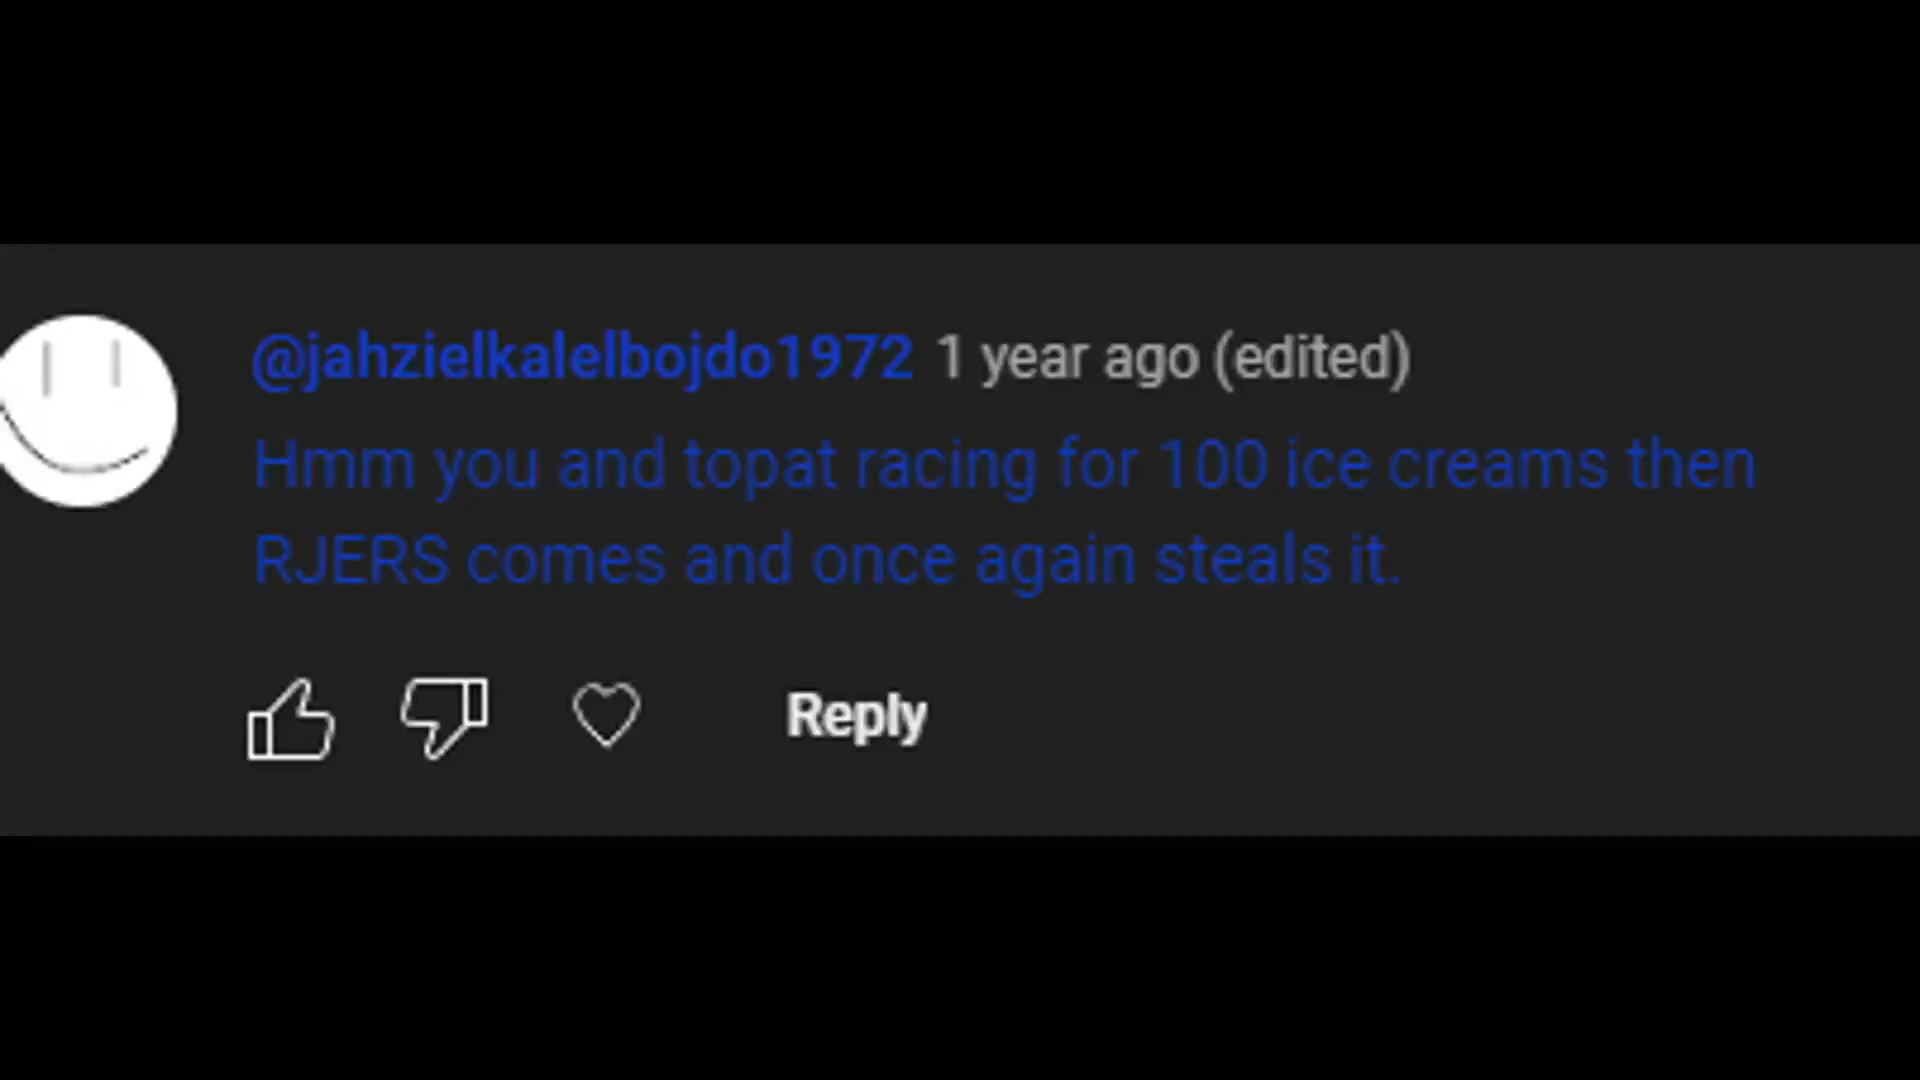 @jahzielkalelbojdo1972 1 year ago (edited)
Hmm you and topat racing for 100 ice creams then
RJERS comes and once again steals it.
Reply